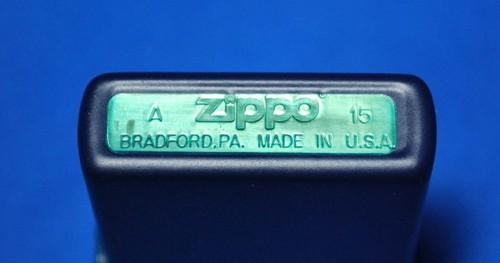 A Zippo® 15
BRADFORD, PA. MADE IN U.S.A.